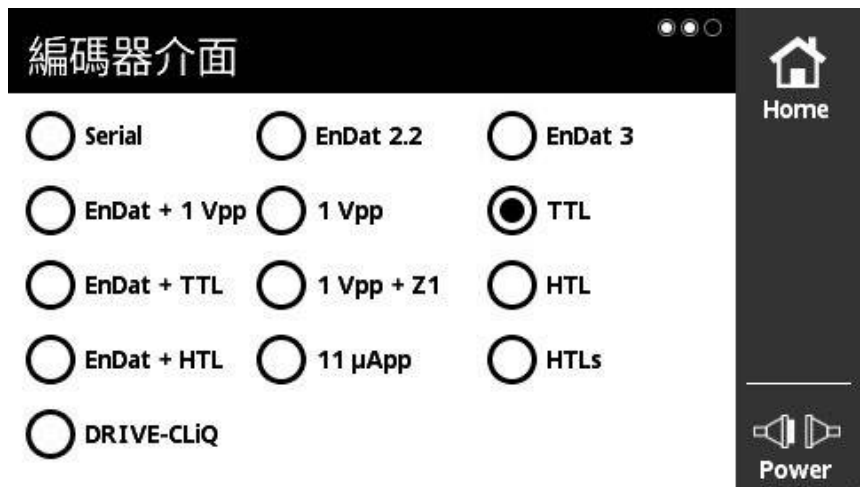 編碼器介面
Home
Serial
EnDat 2.2
EnDat 3
EnDat + 1 Vpp
1 Vpp
TTL
EnDat + TTL
1 Vpp + Z1
HTL
EnDat + HTL
11 µApp
HTLs
DRIVE-CLiQ
Power